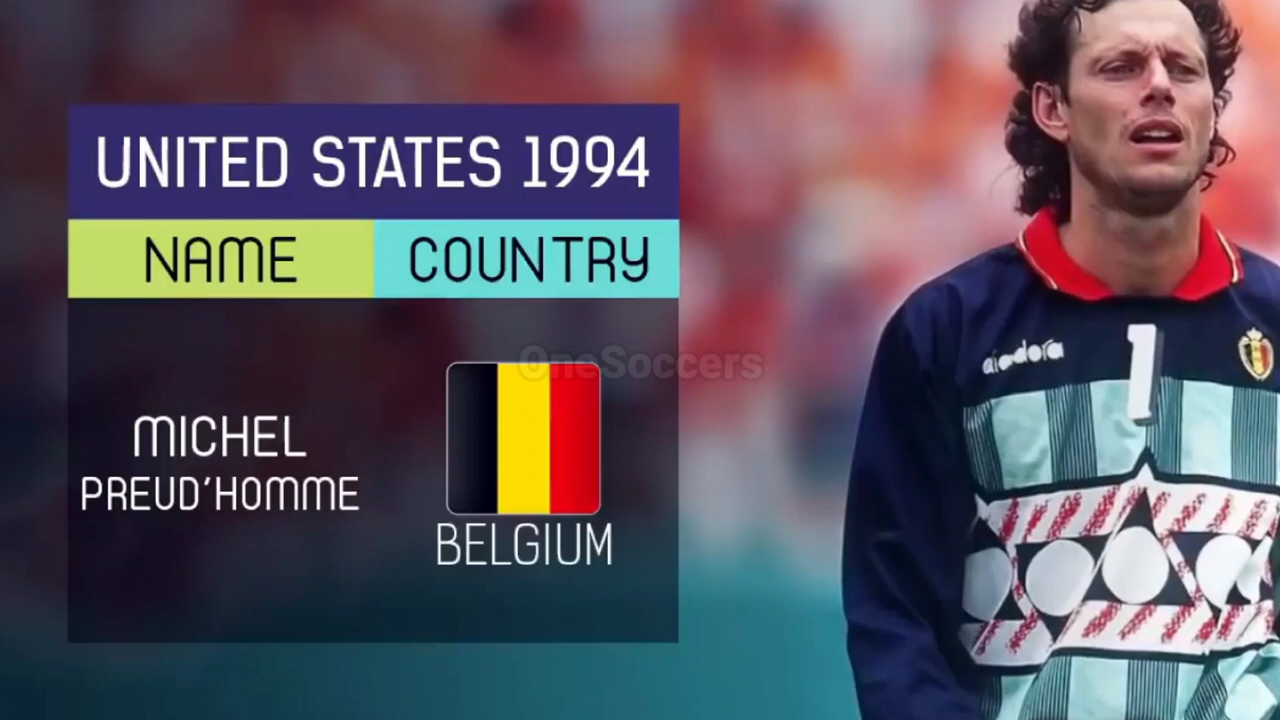 UNITED STATES 1994
NAME COUNTRY
OneSoccers
MICHEL
PREUD'HOMME
BELGIUM
diadora
1